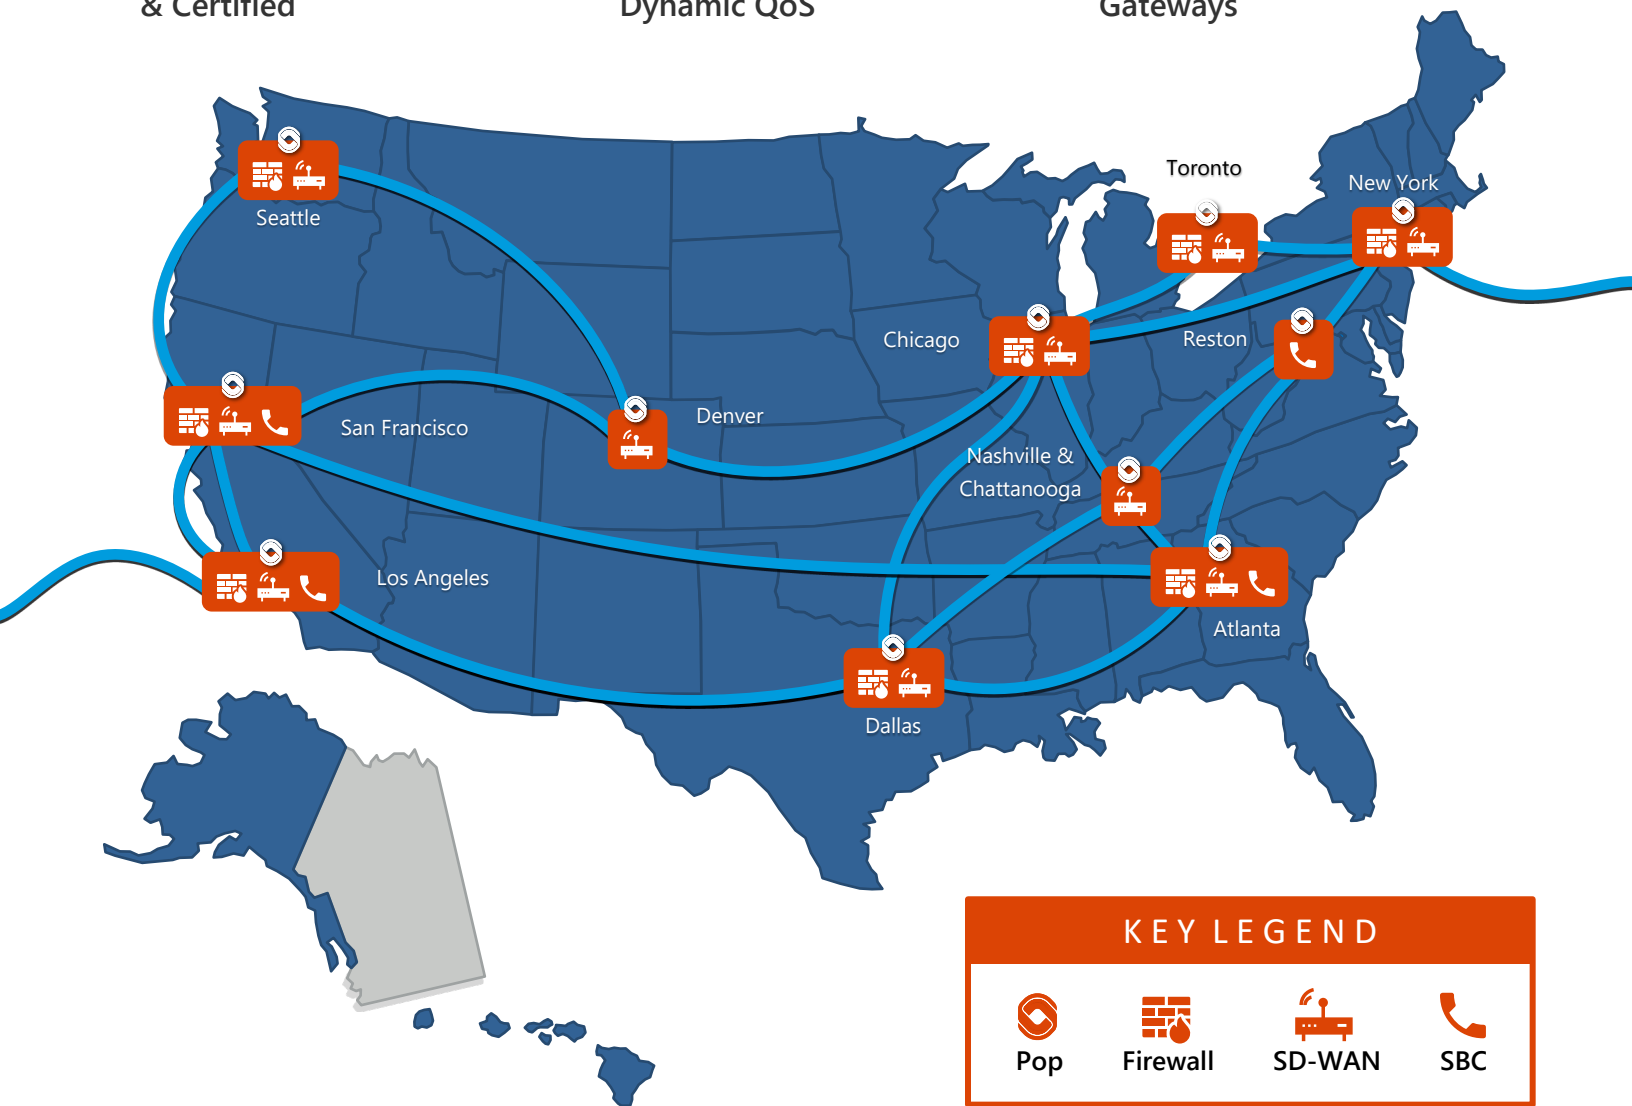 & Certified
Dynamic QoS
Gateways
Toronto
New York
Seattle
Chicago
Reston
San Francisco
Denver
Nashville &
Chattanooga
Los Angeles
Atlanta
Dallas
KEY LEGEND
Pop
Firewall
SD-WAN
SBC